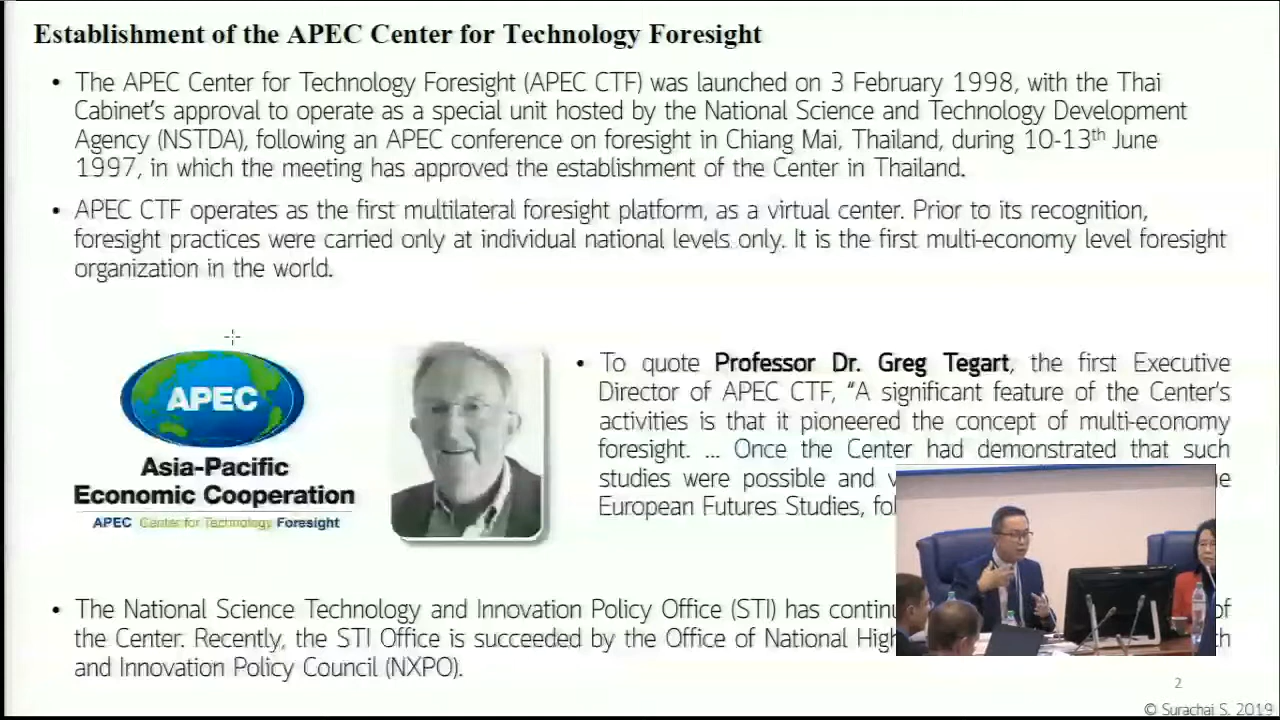 Establishment of the APEC Center for Technology Foresight
• The APEC Center for Technology Foresight (APEC CTF) was launched on 3 February 1998, with the Thai
Cabinet's approval to operate as a special unit hosted by the National Science and Technology Development
Agency (NSTDA), following an APEC conference on foresight in Chiang Mai, Thailand, during 10-13th June
1997, in which the meeting has approved the establishment of the Center in Thailand.
• APEC CTF operates as the first multilateral foresight platform, as a virtual center. Prior to its recognition,
foresight practices were carried only at individual national levels only. It is the first multi-economy level foresight
organization in the world.
APEC
Asia-Pacific
Economic Cooperation
APEC Center for Technology Foresight
• To quote Professor Dr. Greg Tegart, the first Executive
Director of APEC CTF, "A significant feature of the Center's
activities is that it pioneered the concept of multi-economy
foresight. ... Once the Center had demonstrated that such
studies were possible and
European Futures Studies,
• The National Science Technology and Innovation Policy Office (STI) has of
the Center. Recently, the STI Office is succeeded by the Office of National
and Innovation Policy Council (NXPO).
2
© Surachai S. 2019